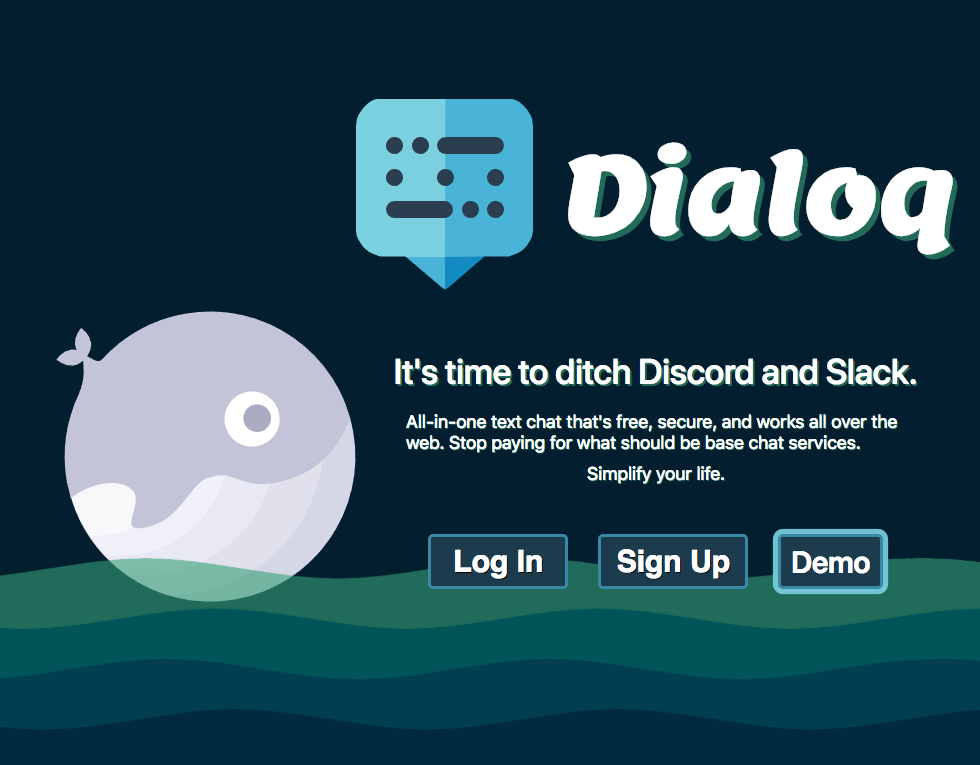 Dialoq
It's time to ditch Discord and Slack.
All-in-one text chat that's free, secure, and works all over the
web. Stop paying for what should be base chat services.
Simplify your life.
Log In
Sign Up
Demo